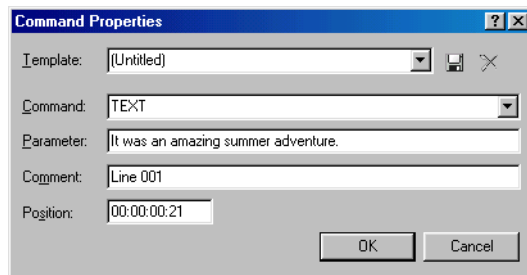 Command Properties
Template: (Untitled)
Command: TEXT
Parameter: It was an amazing summer adventure.
Comment: Line 001
Position: 00:00:00:21
OK Cancel